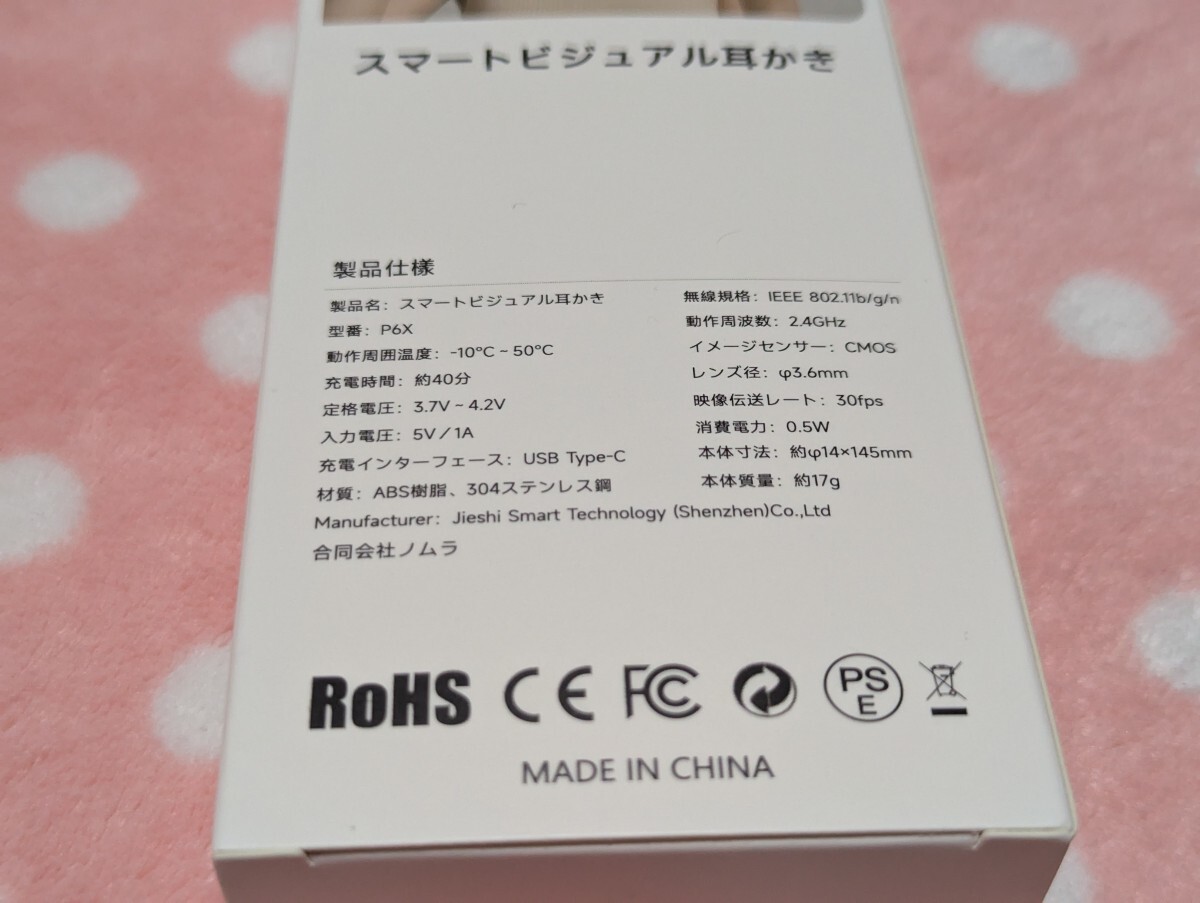 スマートビジュアル耳かき
製品仕様
製品名：スマートビジュアル耳かき
型番：P6X
動作周囲温度：-10°C ~ 50°C
充電時間：約40分
定格電圧：3.7V ~ 4.2V
入力電圧：5V/1A
充電インターフェース：USB Type-C
材質：ABS樹脂、304ステンレス鋼
無線規格：IEEE 802.11b/g/n
動作周波数：2.4GHz
イメージセンサー：CMOS
レンズ径：φ3.6mm
映像伝送レート：30fps
消費電力：0.5W
本体寸法：約φ14×145mm
本体質量：約17g
Manufacturer: Jieshi Smart Technology (Shenzhen)Co.,Ltd
合同会社ノムラ
RoHS CE FC PSE
MADE IN CHINA